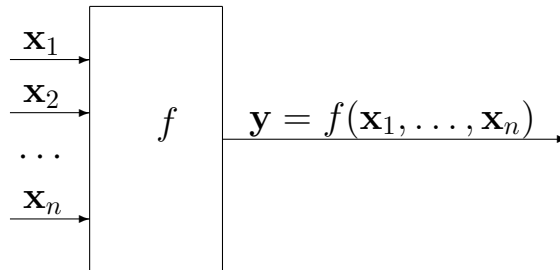 x₁
x₂
...
xₙ
f
y = f(x₁, . . . , xₙ)